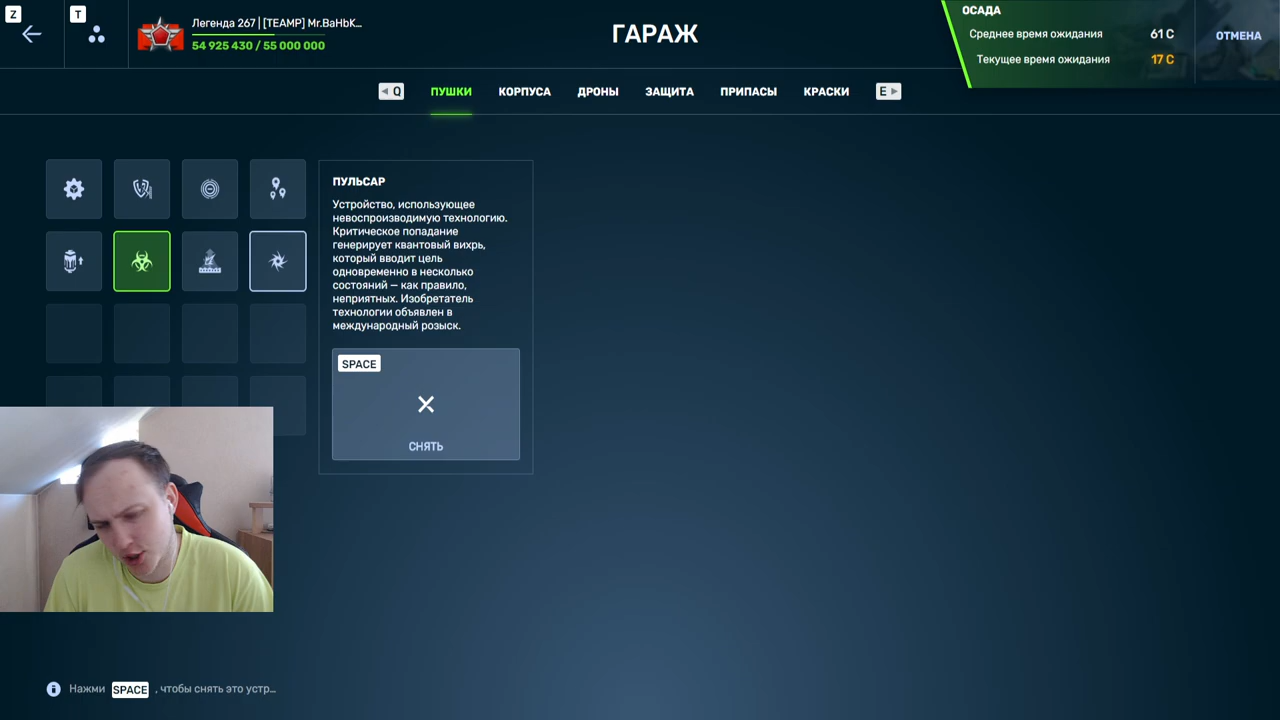 Z
T
Легенда 267 | [TEAMP] Mr.BaHbK...
54 925 430 / 55 000 000
ГАРАЖ
ОСАДА
Среднее время ожидания 61 С
Текущее время ожидания 17 С
ОТМЕНА
Q ПУШКИ КОРПУСА ДРОНЫ ЗАЩИТА ПРИПАСЫ КРАСКИ E
ПУЛЬСАР
Устройство, использующее
невоспроизводимую технологию.
Критическое попадание
генерирует квантовый вихрь,
который вводит цель
одновременно в несколько
состояний — как правило,
неприятных. Изобретатель
технологии объявлен в
международный розыск.
SPACE
СНЯТЬ
Нажми SPACE , чтобы снять это устр...